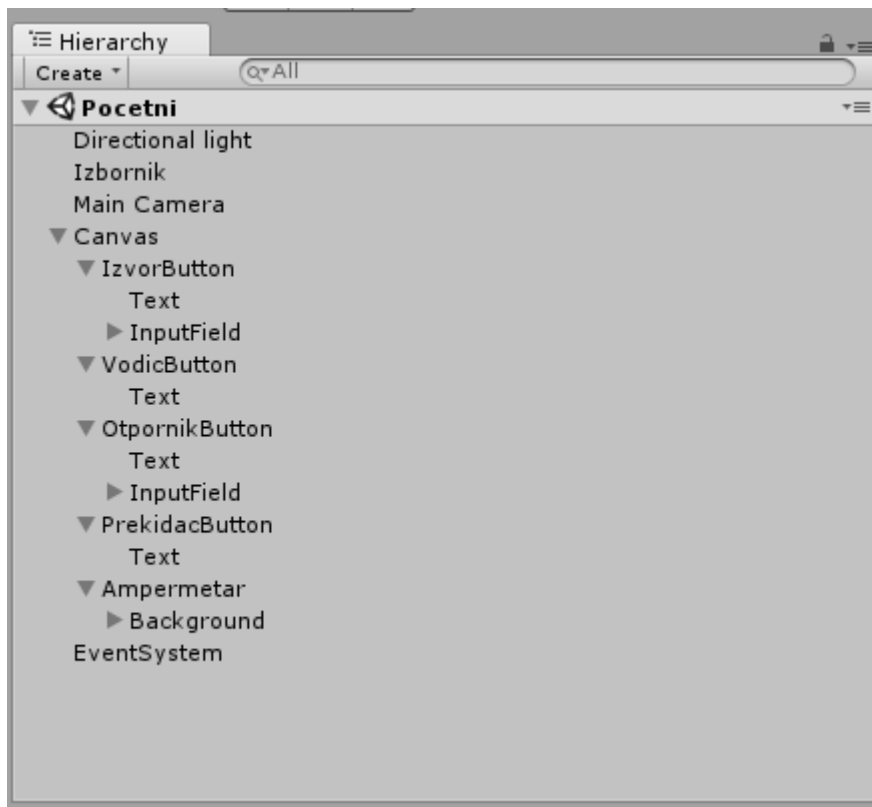 Hierarchy
Create All
Pocetni
Directional light
Izbornik
Main Camera
Canvas
IzvorButton
Text
InputField
VodicButton
Text
OtpornikButton
Text
InputField
PrekidacButton
Text
Ampermetar
Background
EventSystem